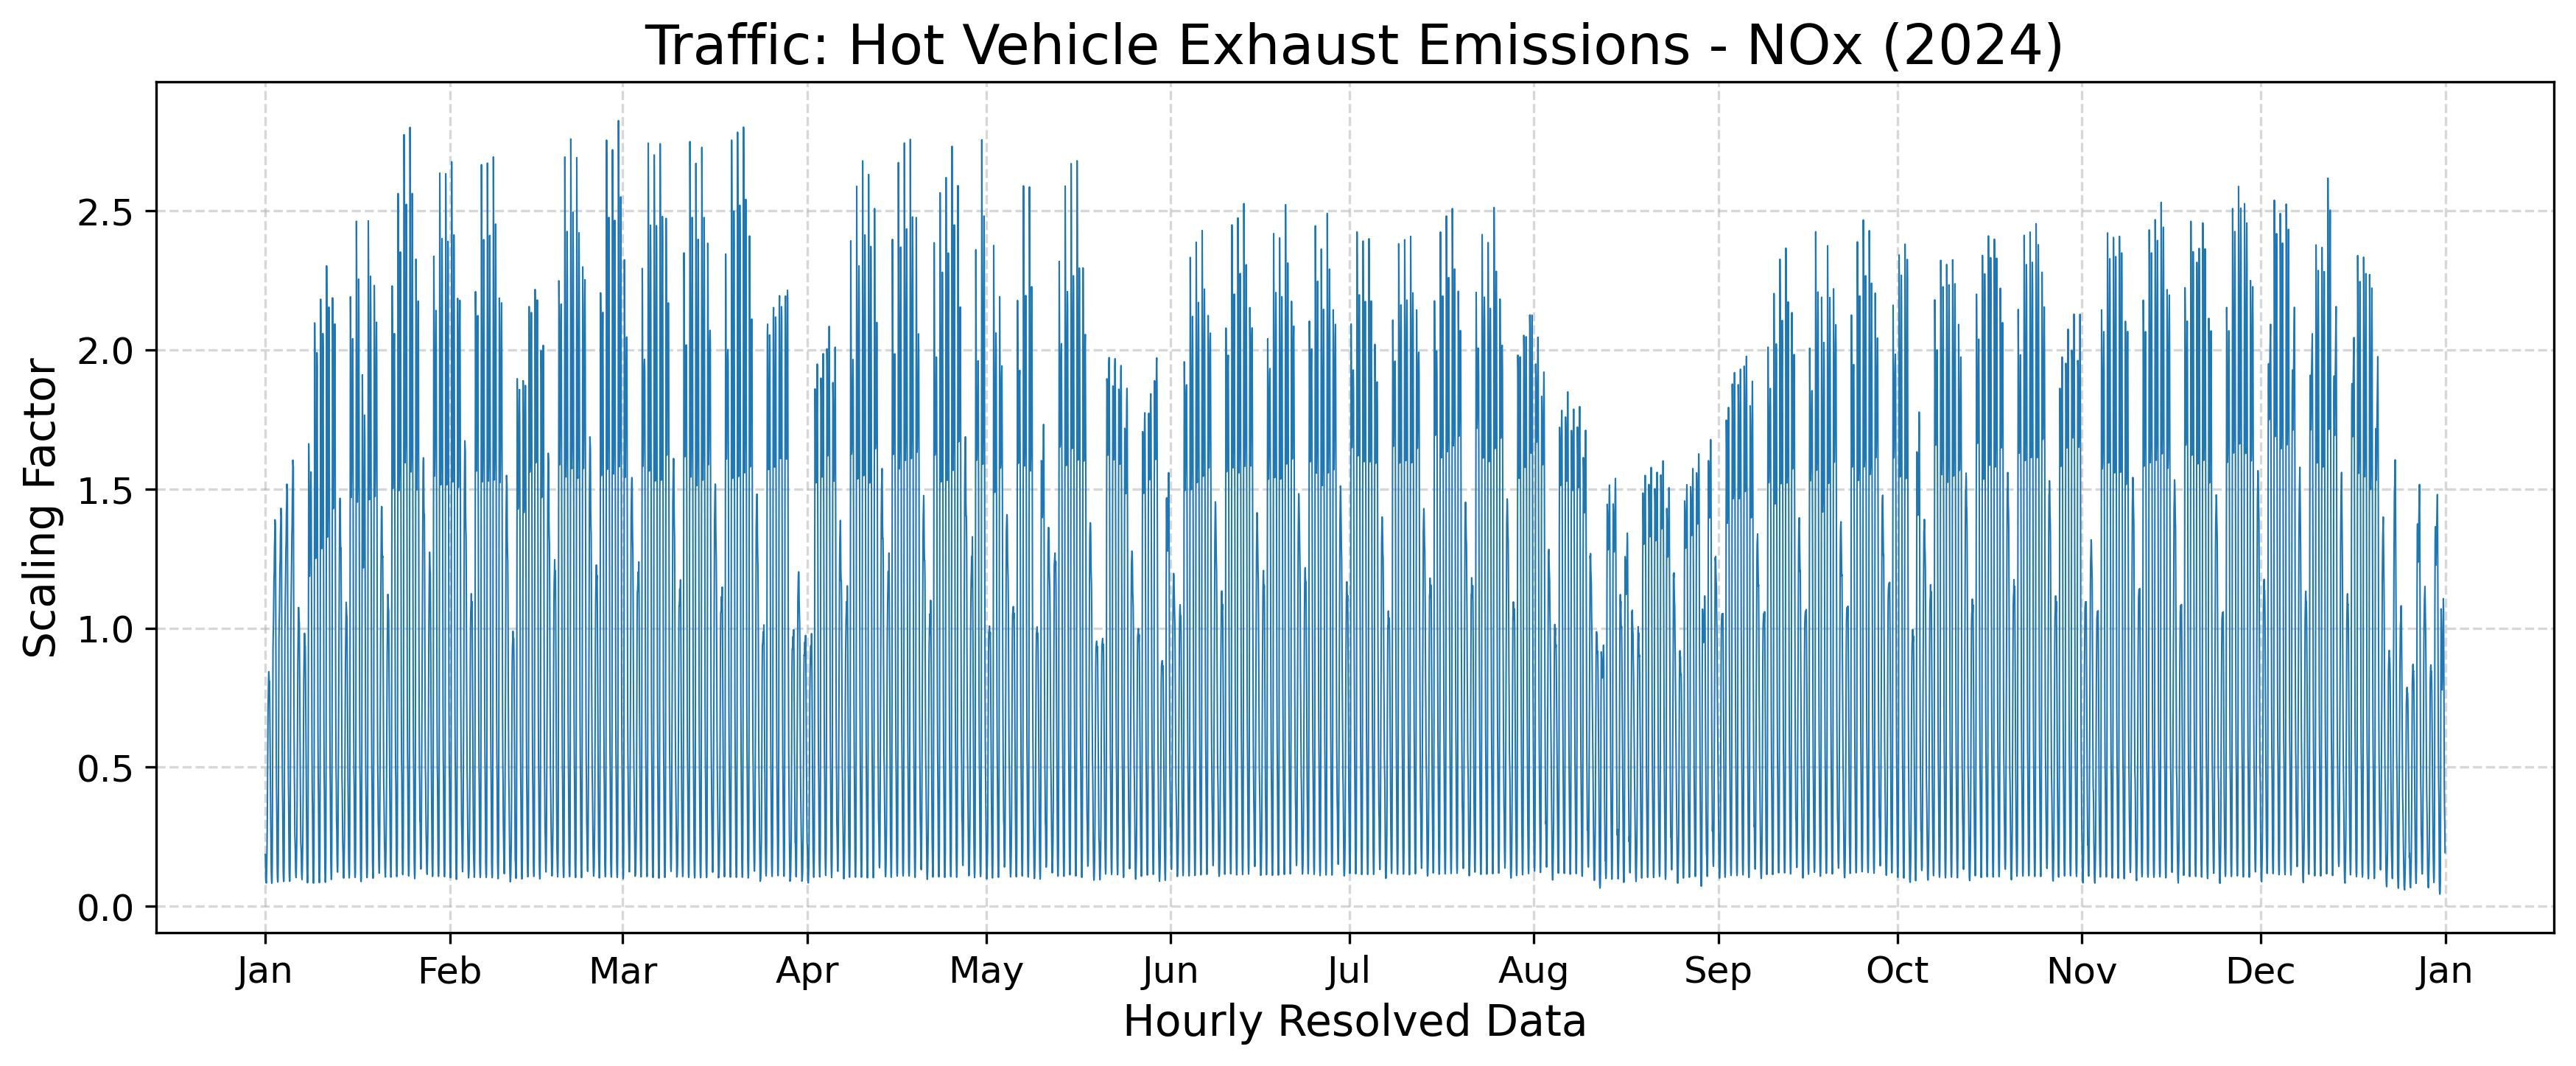 Traffic: Hot Vehicle Exhaust Emissions - NOx (2024)
Scaling Factor
2.5
2.0
1.5
1.0
0.5
0.0
Jan Feb Mar Apr May Jun Jul Aug Sep Oct Nov Dec Jan
Hourly Resolved Data